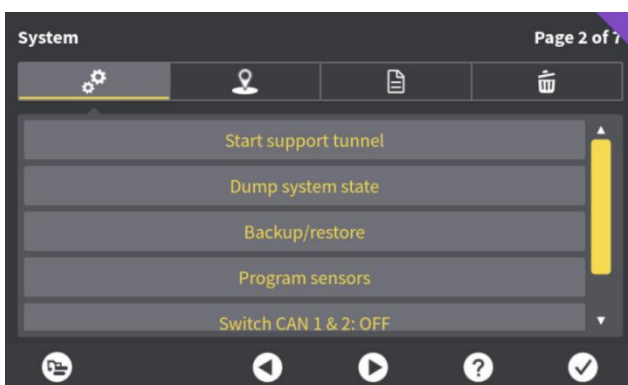 System
Page 2 of 7
Start support tunnel
Dump system state
Backup/restore
Program sensors
Switch CAN 1 & 2: OFF
?